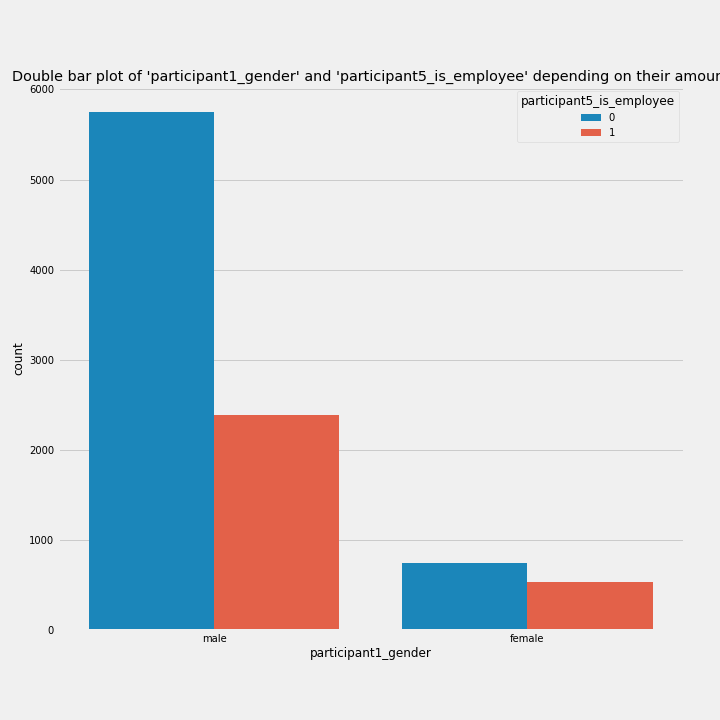 Double bar plot of 'participant1_gender' and 'participant5_is_employee' depending on their
participant5_is_employee
0
1
6000
5000
4000
3000
2000
1000
0
count
male female
participant1_gender